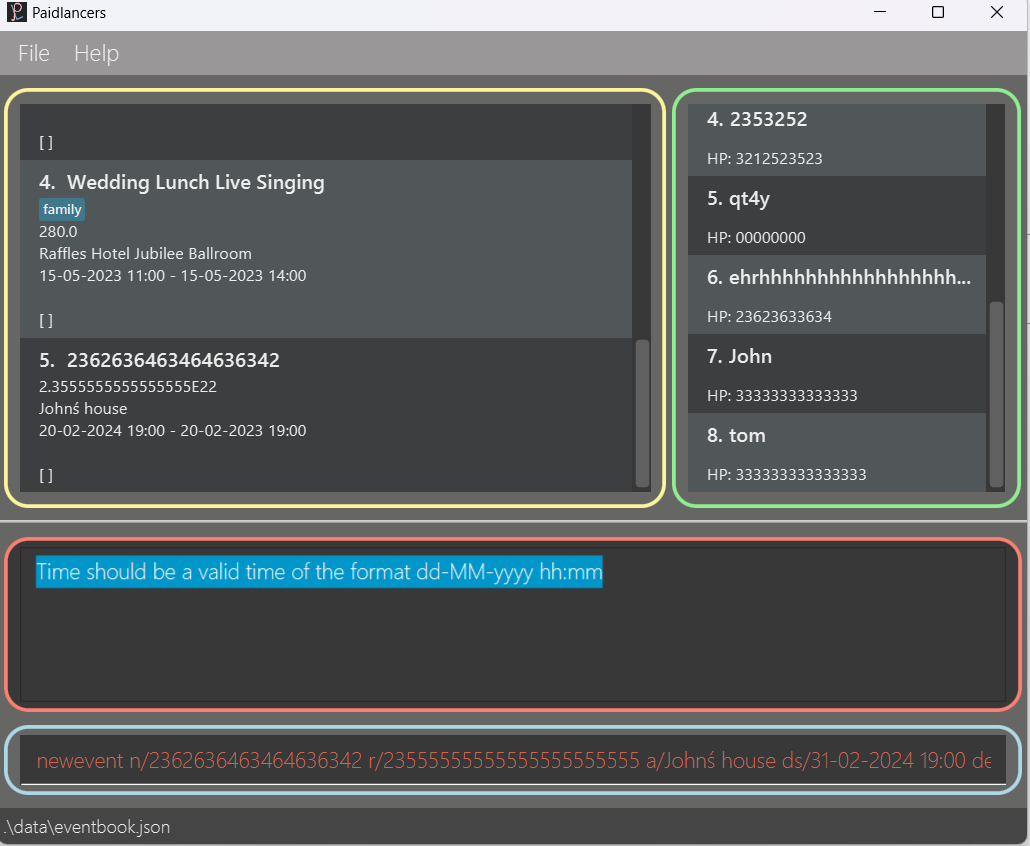 Paidlancers
File Help
[ ]
4. Wedding Lunch Live Singing
family
280.0
Raffles Hotel Jubilee Ballroom
15-05-2023 11:00 - 15-05-2023 14:00
[ ]
5. 2362636463464636342
2.3555555555555555E22
Johnś house
20-02-2024 19:00 - 20-02-2023 19:00
[ ]
4. 2353252
HP: 3212523523
5. qt4y
HP: 00000000
6. ehrhhhhhhhhhhhhhhhhh...
HP: 23623633634
7. John
HP: 33333333333333
8. tom
HP: 333333333333333
Time should be a valid time of the format dd-MM-yyyy hh:mm
newevent n/2362636463464636342 r/23555555555555555555555 a/Johnś house ds/31-02-2024 19:00 de
.\data\eventbook.json